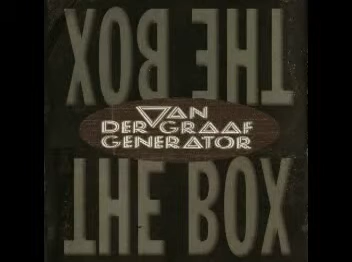 THE BOX
VAN
DER GRAAF
GENERATOR
THE BOX